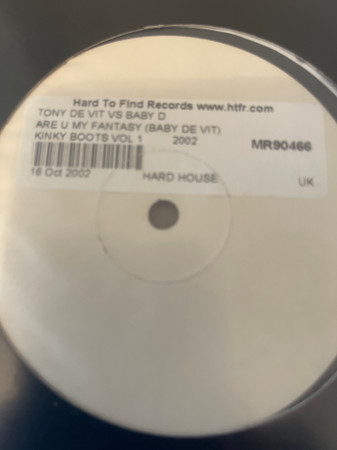 Hard To Find Records www.htfr.com
TONY DE VIT VS BABY D
ARE U MY FANTASY (BABY DE VIT)
KINKY BOOTS VOL 1 2002 MR90466
16 Oct 2002 HARD HOUSE UK